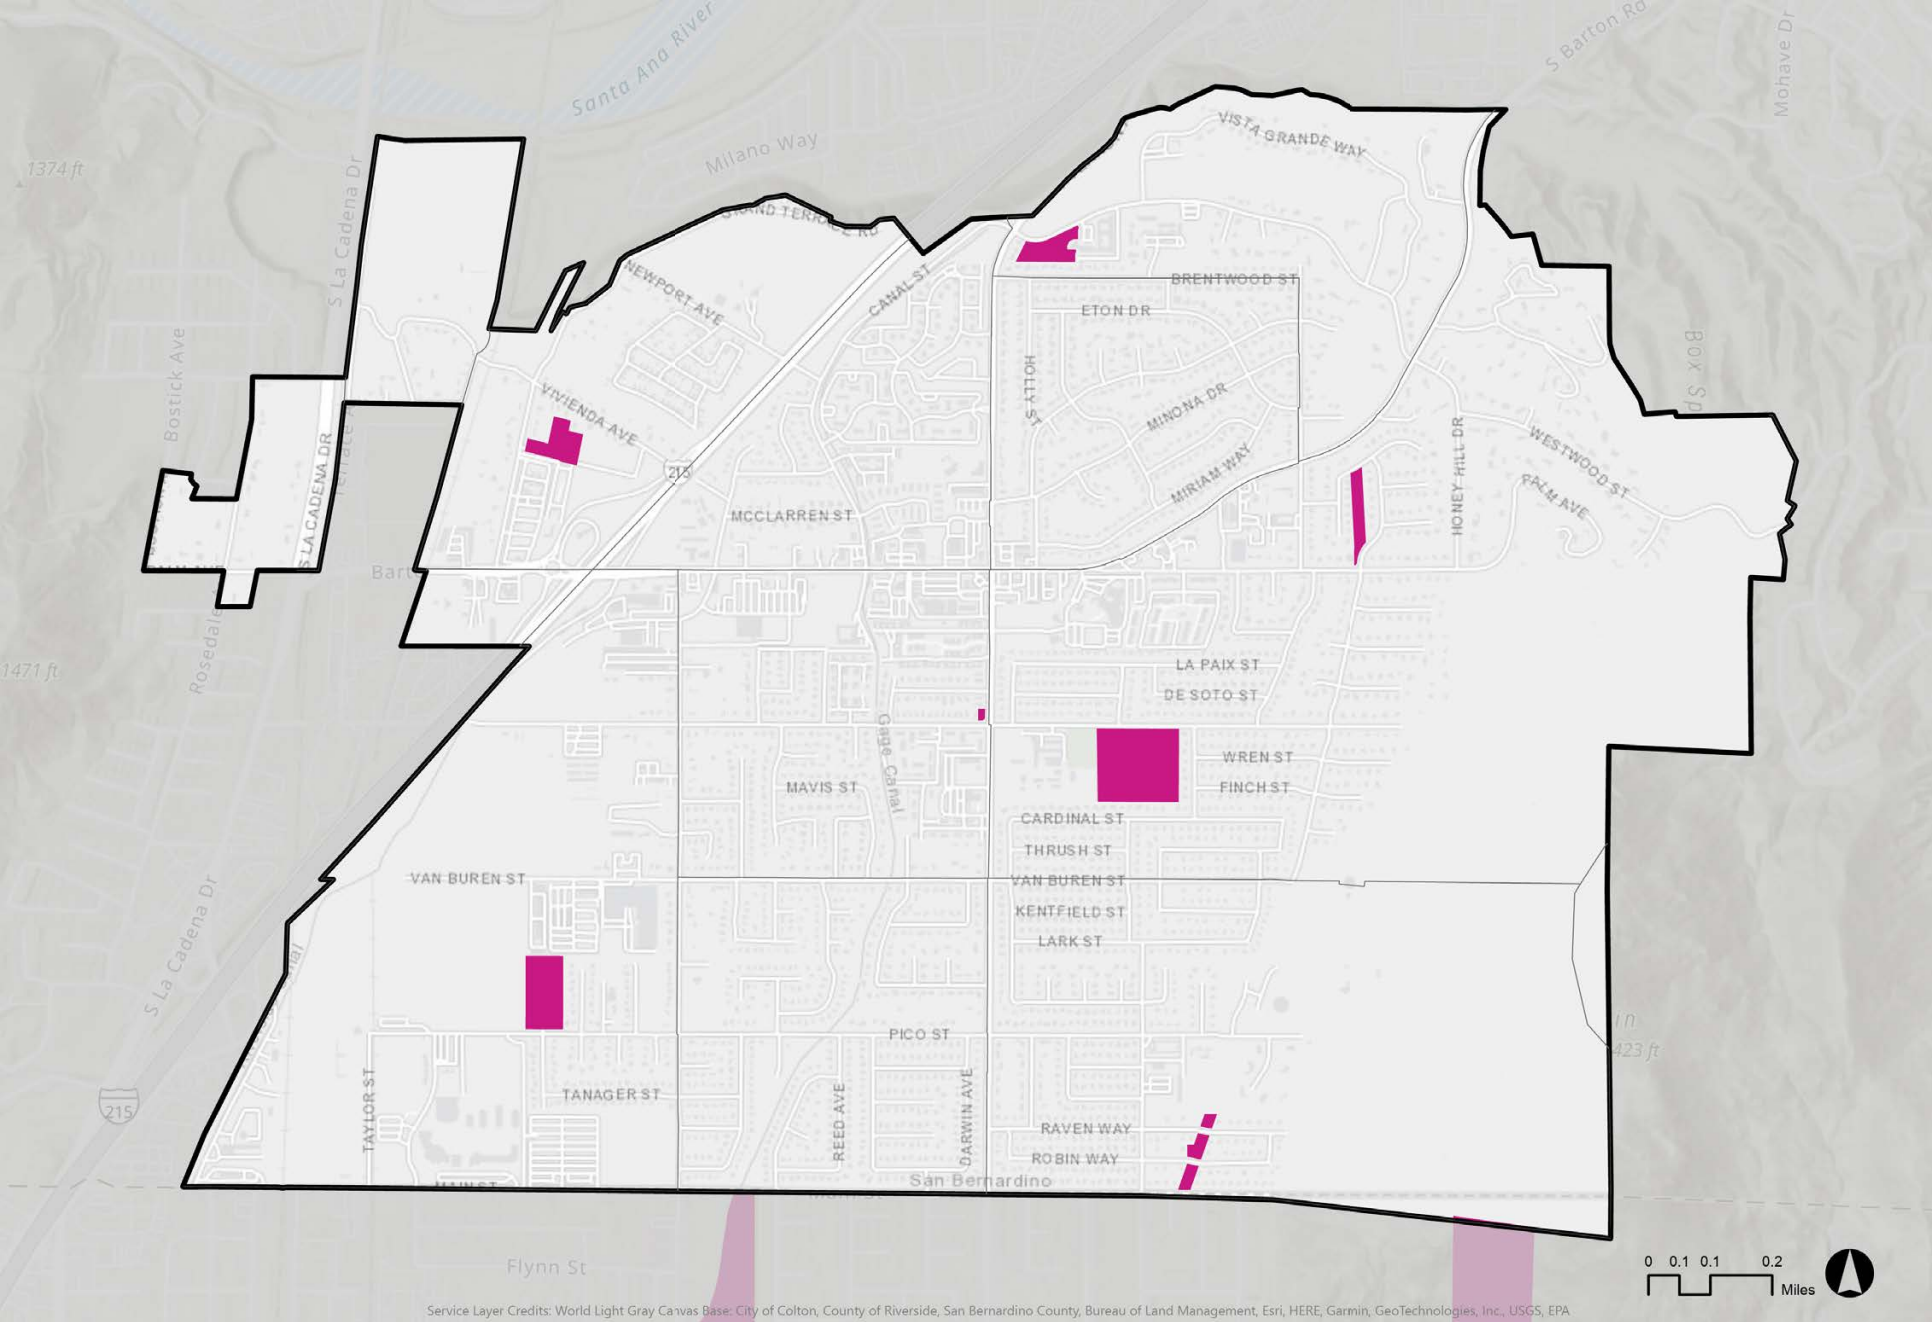 S Barton Rd
Mohave Dr
Santa Ana River
VISTA GRANDE WAY
Milano Way
1374 ft
S La Cadena Dr
GRAND TERRACE RD
NEWPORT AVE
CANAL ST
BRENTWOOD ST
ETON DR
Bostick Ave
HOLLY ST
VIVIENDA AVE
MINONA DR
MIRIAM WAY
HONEY HILL DR
WESTWOOD ST
PALM AVE
215
S LA CADENA DR
MCCLARREN ST
Rosedale
1471 ft
LA PAIX ST
DE SOTO ST
Gage Canal
WREN ST
MAVIS ST
FINCH ST
CARDINAL ST
THRUSH ST
VAN BUREN ST
VAN BUREN ST
KENTFIELD ST
LARK ST
S La Cadena Dr
PICO ST
TAYLOR ST
TANAGER ST
REED AVE
DARWIN AVE
215
RAVEN WAY
ROBIN WAY
San Bernardino
MAIN ST
Flynn St
0 0.1 0.1 0.2
Miles
Service Layer Credits: World Light Gray Canvas Base: City of Colton, County of Riverside, San Bernardino County, Bureau of Land Management, Esri, HERE, Garmin, GeoTechnologies, Inc., USGS, EPA